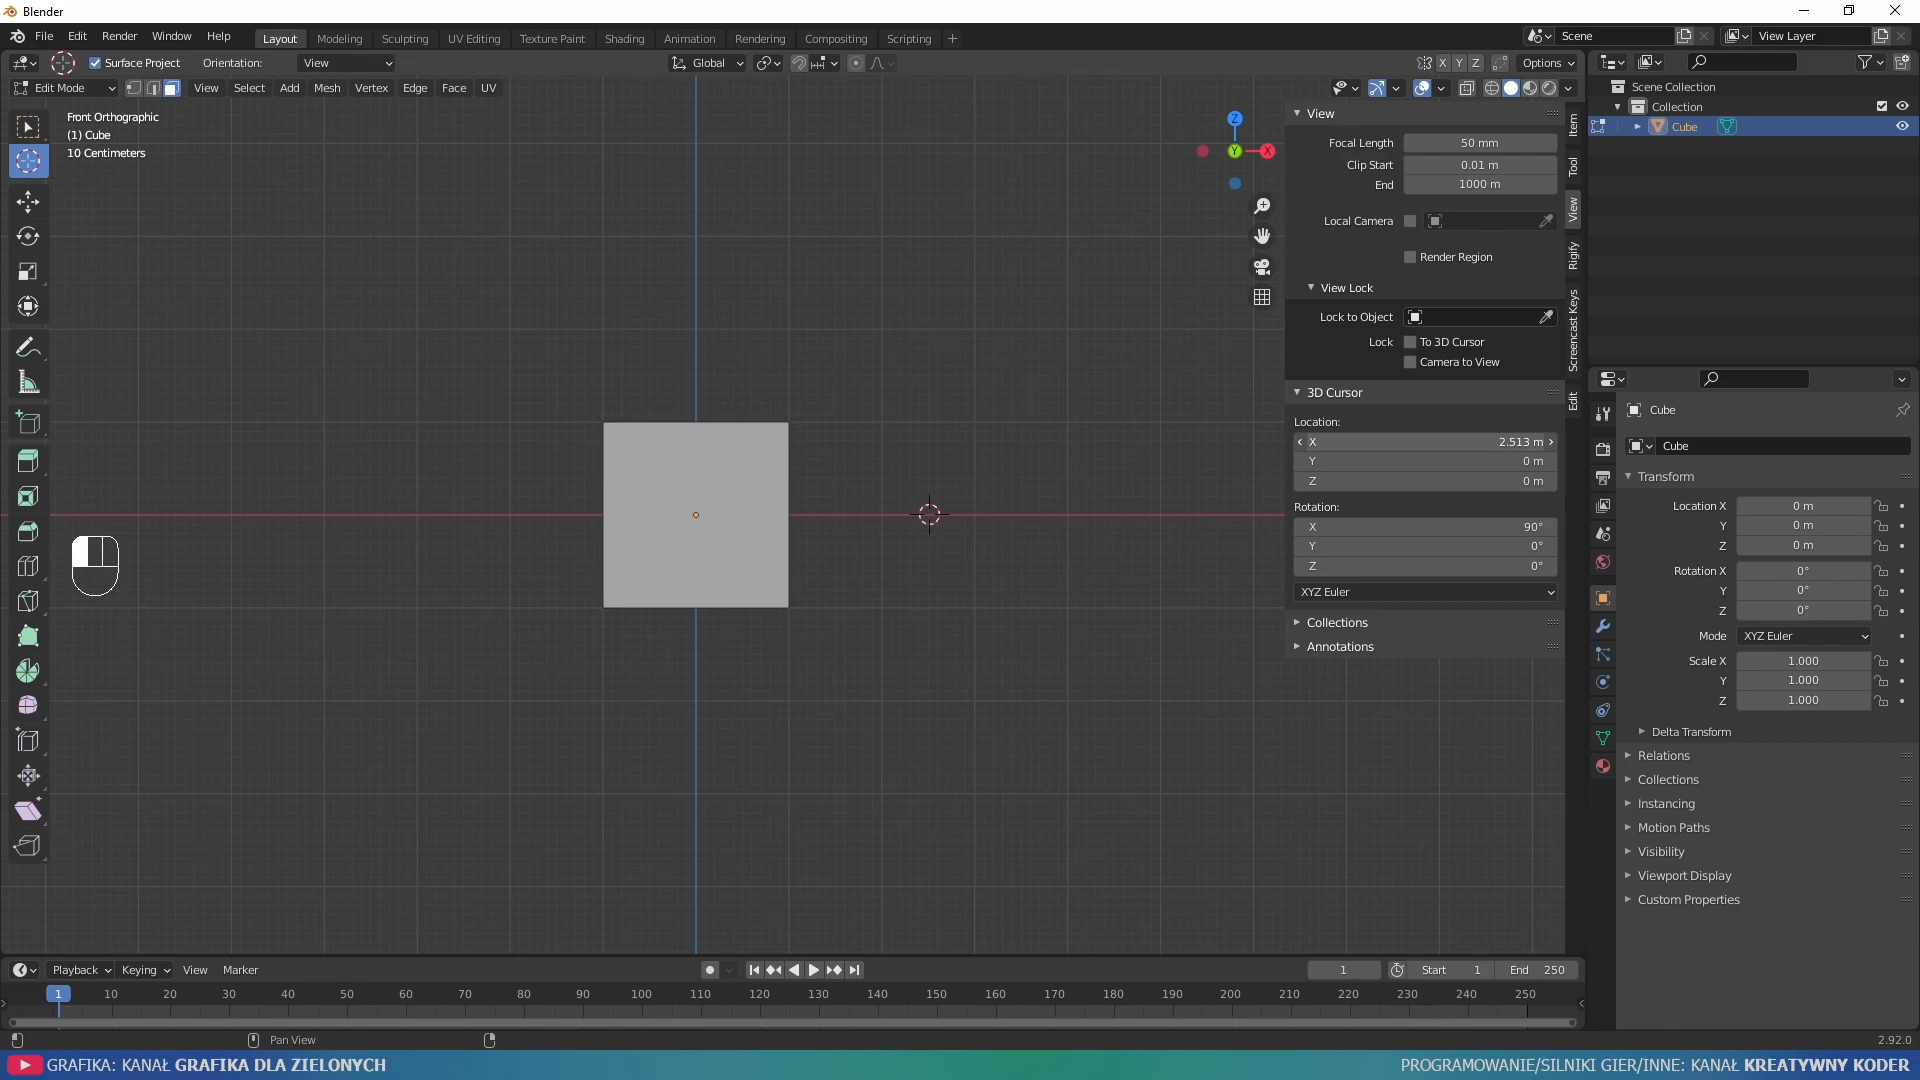 Blender
File Edit Render Window Help Layout Modeling Sculpting UV Editing Texture Paint Shading Animation Rendering Compositing Scripting + Scene View Layer
Surface Project Orientation: View Global X Y Z Options
Edit Mode View Select Add Mesh Vertex Edge Face UV
Front Orthographic
(1) Cube
10 Centimeters
Z
Y
X
View
Focal Length 50 mm
Clip Start 0.01 m
End 1000 m
Local Camera
Render Region
View Lock
Lock to Object
Lock To 3D Cursor
Camera to View
3D Cursor
Location:
X 2.513 m
Y 0 m
Z 0 m
Rotation:
X 90°
Y 0°
Z 0°
XYZ Euler
Collections
Annotations
Item
Tool
View
Rigify
Screencast Keys
Edit
Scene Collection
Collection
Cube
Cube
Cube
Transform
Location X 0 m
Y 0 m
Z 0 m
Rotation X 0°
Y 0°
Z 0°
Mode XYZ Euler
Scale X 1.000
Y 1.000
Z 1.000
Delta Transform
Relations
Collections
Instancing
Motion Paths
Visibility
Viewport Display
Custom Properties
Playback Keying View Marker 1 Start 1 End 250
1 10 20 30 40 50 60 70 80 90 100 110 120 130 140 150 160 170 180 190 200 210 220 230 240 250
Pan View 2.92.0
GRAFIKA: KANAŁ GRAFIKA DLA ZIELONYCH PROGRAMOWANIE/SILNIKI GIER/INNE: KANAŁ KREATYWNY KODER